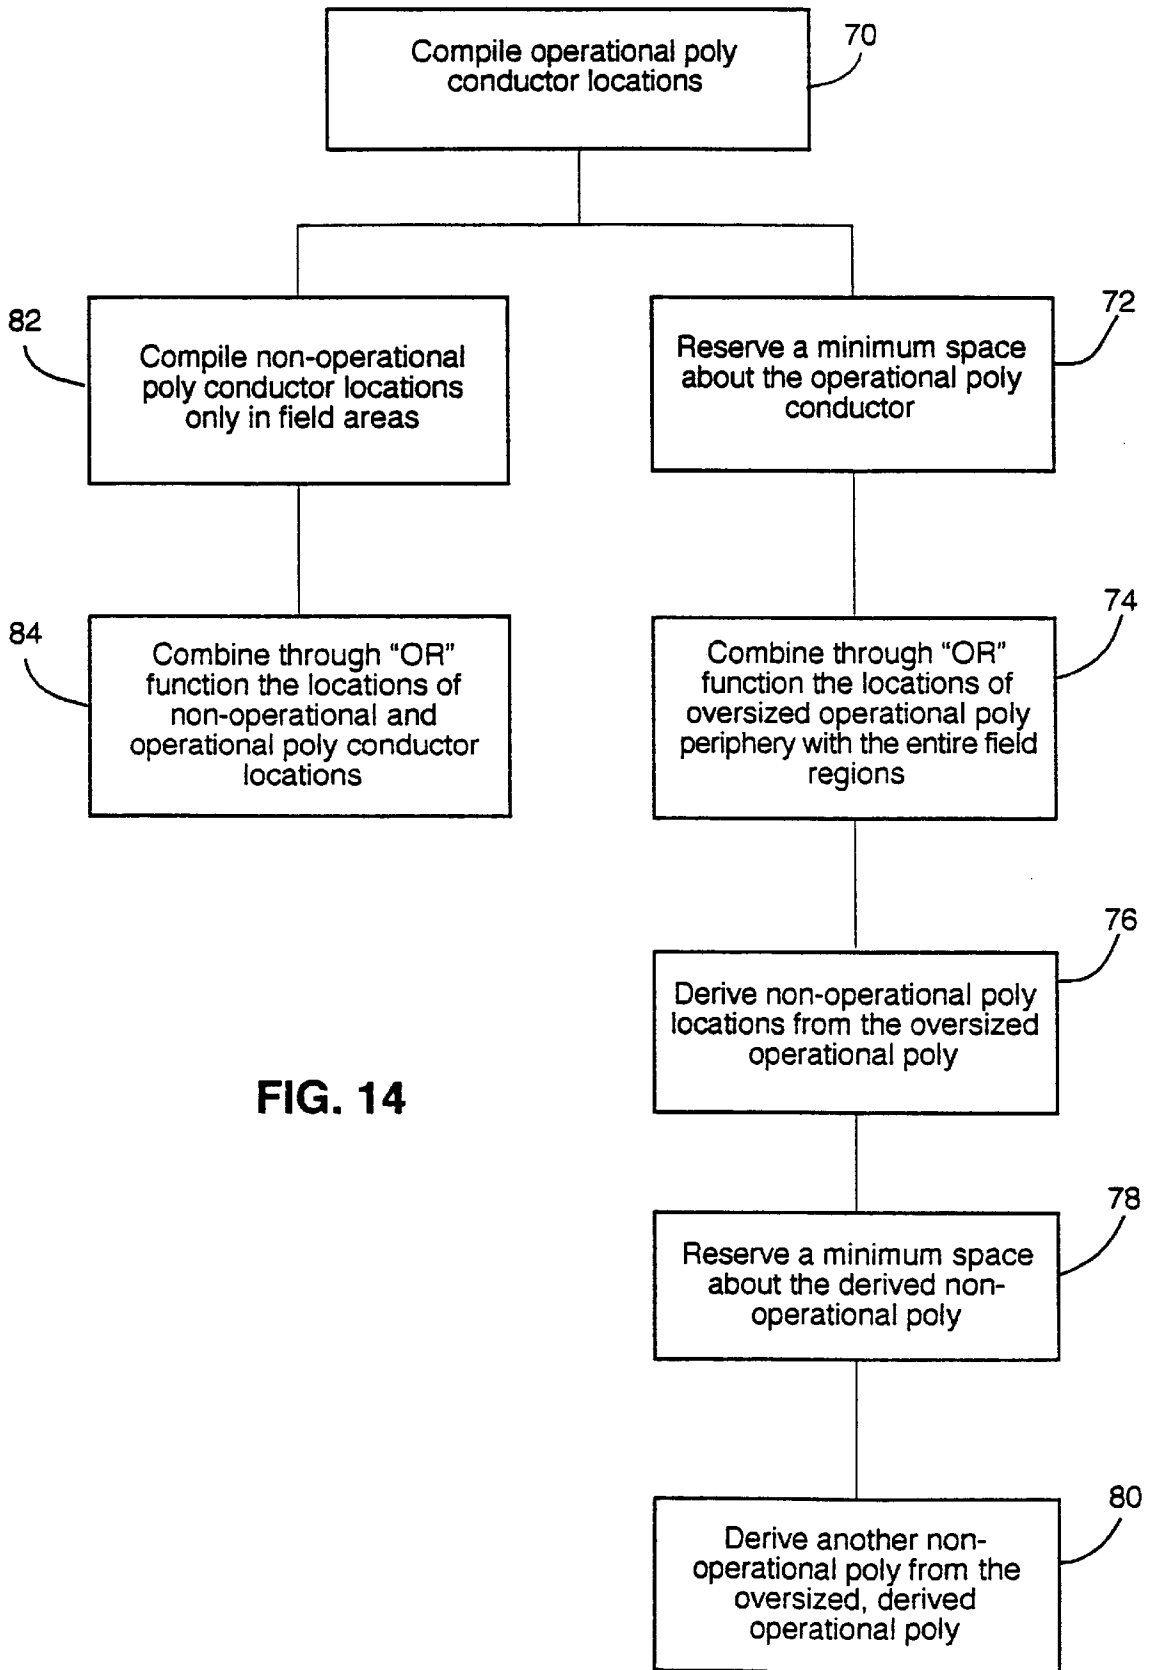 Compile operational poly
conductor locations
70
82
Compile non-operational
poly conductor locations
only in field areas
72
Reserve a minimum space
about the operational poly
conductor
84
Combine through “OR”
function the locations of
non-operational and
operational poly conductor
locations
74
Combine through “OR”
function the locations of
oversized operational poly
periphery with the entire field
regions
76
Derive non-operational poly
locations from the oversized
operational poly
FIG. 14
78
Reserve a minimum space
about the derived non-
operational poly
80
Derive another non-
operational poly from the
oversized, derived
operational poly